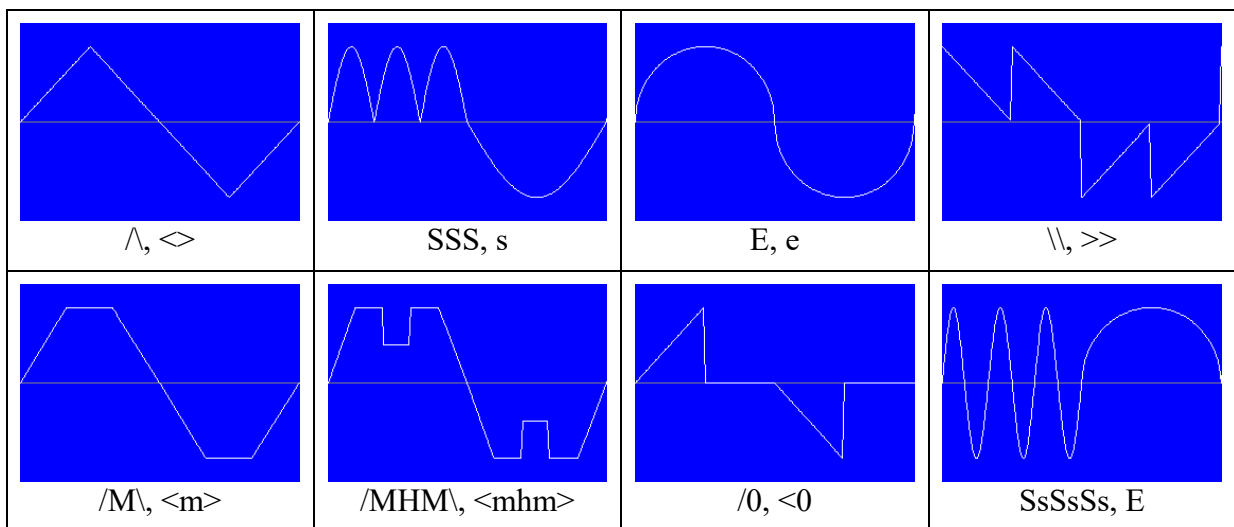 /\, <>
SSS, s
E, e
\\, >>
/M\, <m>
/MHM\, <mhm>
/0, <0
SsSsSs, E